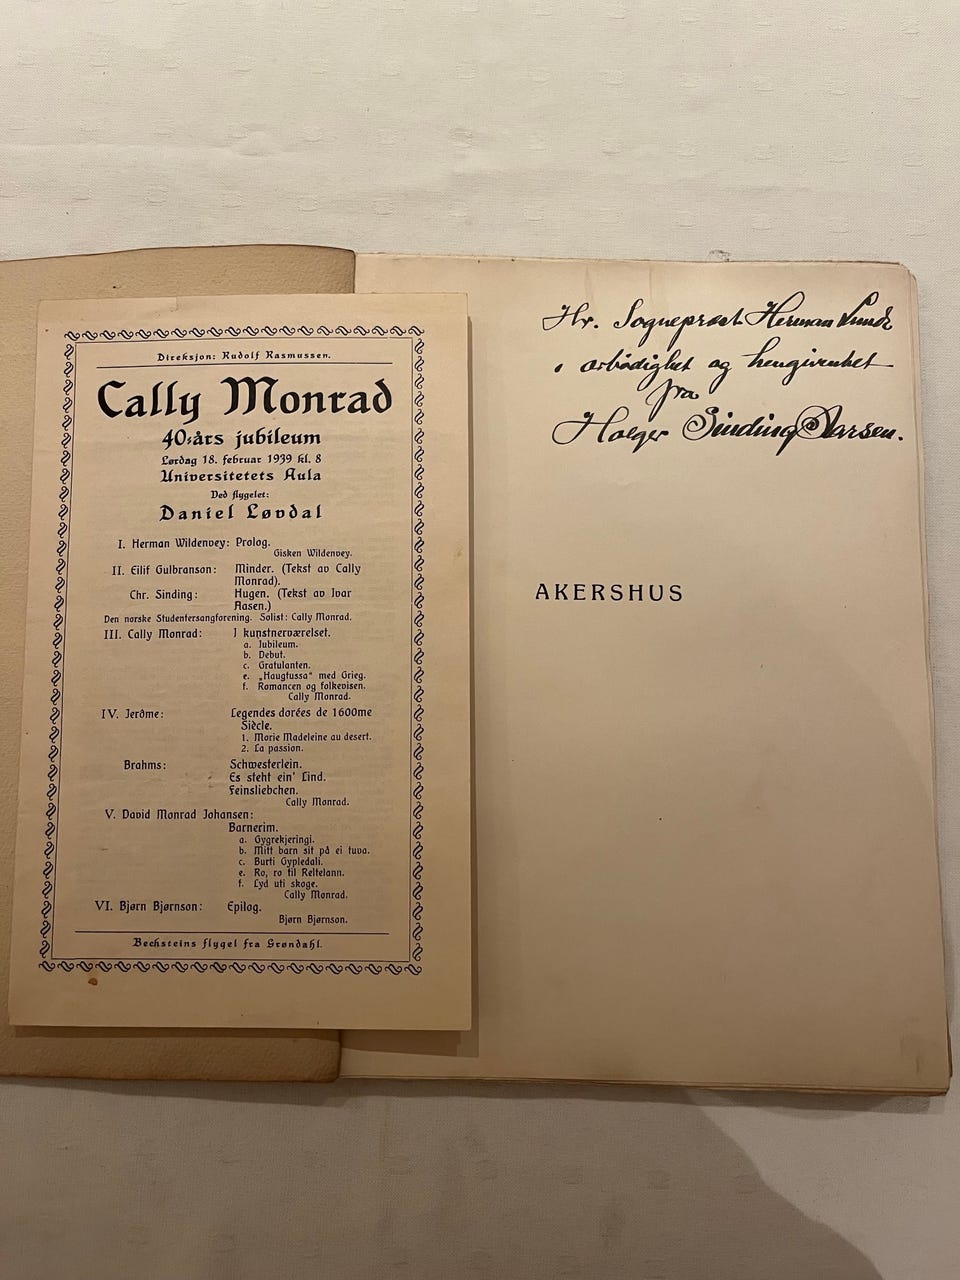 Direksjon: Rudolf Rasmussen.
Cally Monrad
40-års jubileum
Lørdag 18. februar 1939 kl. 8
Universitetets Aula
Ved flygelet:
Daniel Løvdal
I. Herman Wildenvey: Prolog.
Gisken Wildenvey.
II. Eilif Gulbranson: Minder. (Tekst av Cally
Monrad).
Chr. Sinding: Hugen. (Tekst av Ivar
Aasen.)
Den norske Studentersangforening. Solist: Cally Monrad.
III. Cally Monrad: I kunstnerværelset.
a. Jubileum.
b. Debut.
c. Gratulanten.
e. „Haugtussa" med Grieg.
f. Romancen og folkevisen.
Cally Monrad.
IV. Jerôme: Legendes dorées de 1600me
Siècle.
1. Morie Madeleine au desert.
2. La passion.
Brahms: Schwesterlein.
Es steht ein' Lind.
Feinsliebchen.
Cally Monrad.
V. David Monrad Johansen:
Barnerim.
a. Gygrekjeringi.
b. Mitt barn sit på ei tuva.
c. Burti Gypledali.
e. Ro, ro til Reltelann.
f. Lyd uti skoge.
Cally Monrad.
VI. Bjørn Bjørnson: Epilog.
Bjørn Bjørnson.
Bechsteins flygel fra Grøndahl.
Hr. Sogneprest Herman Lunde
i ærbødighet og hengivenhet
fra
Holger Sinding Aarsen.
AKERSHUS